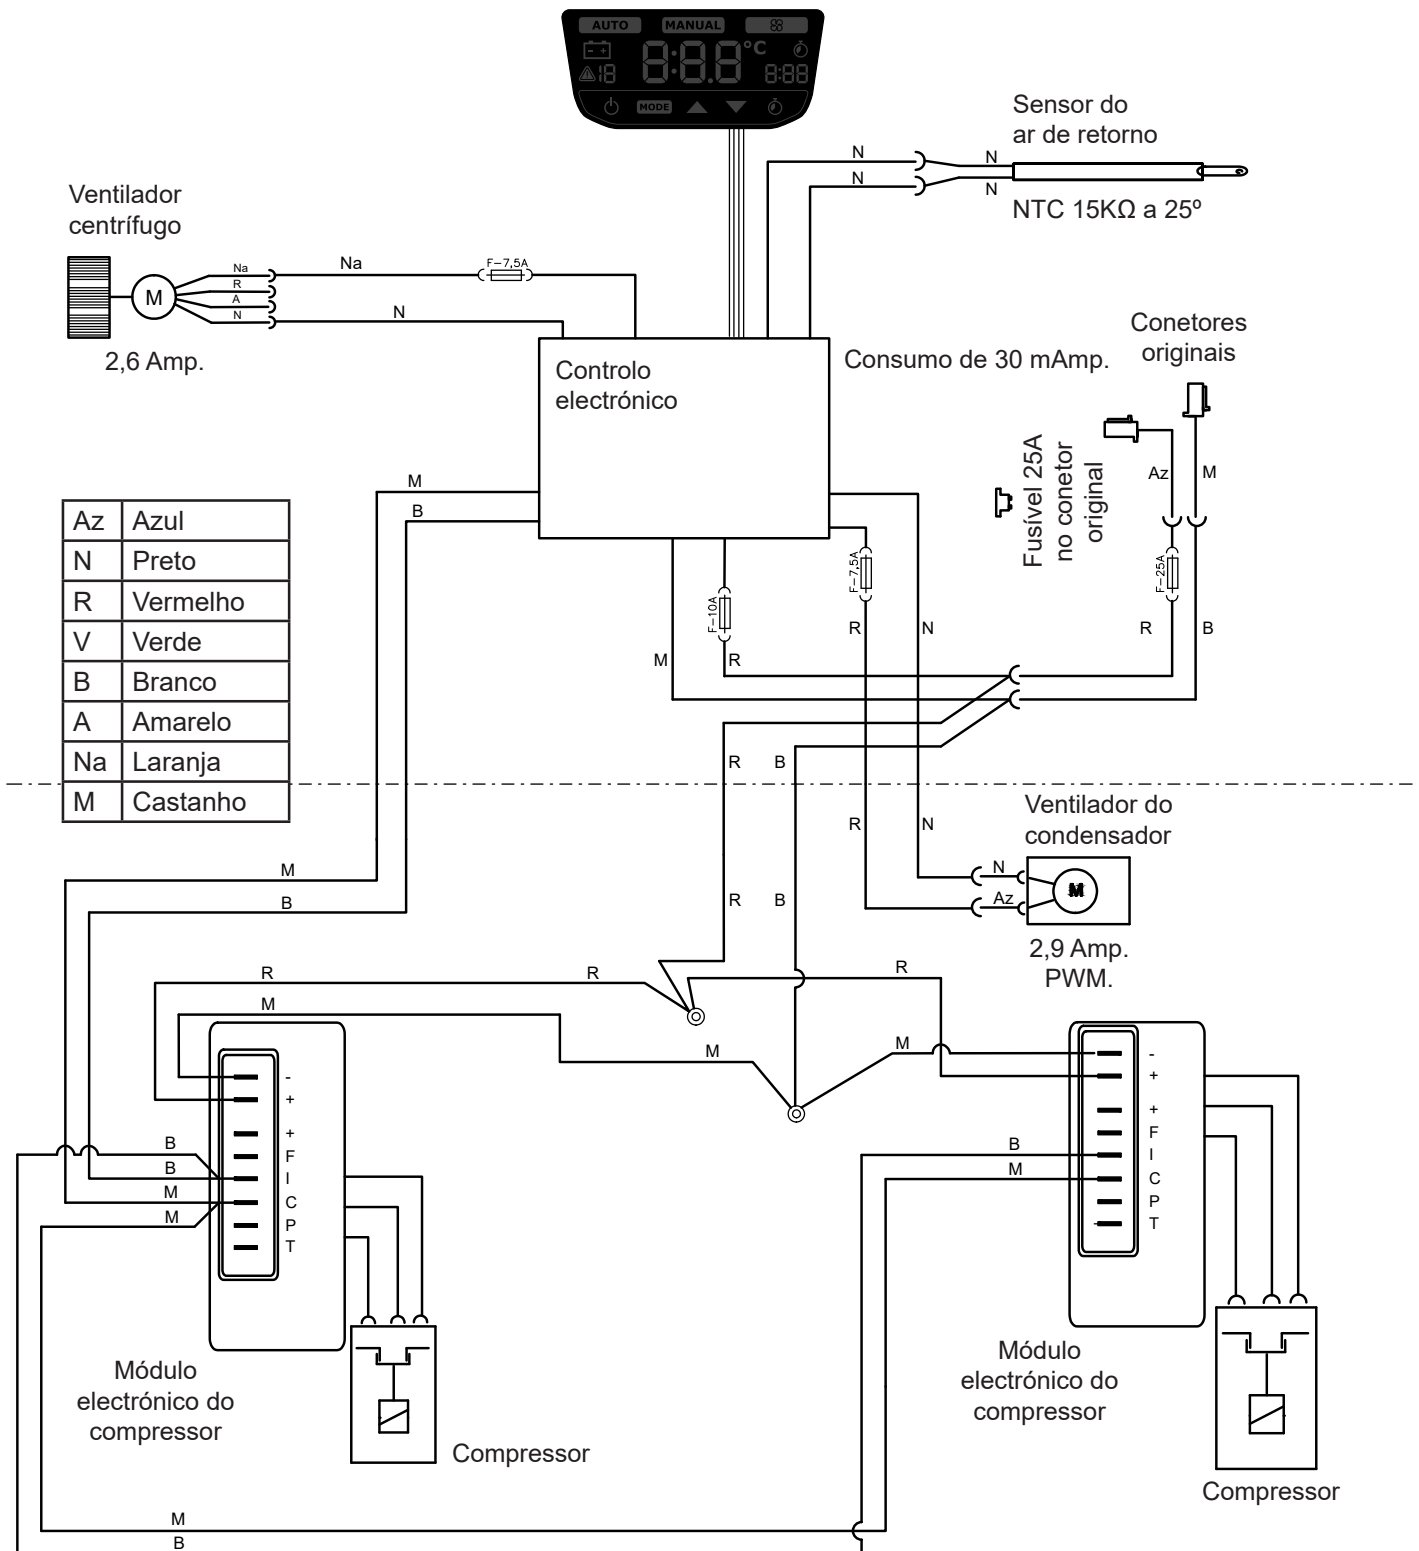 AUTO MANUAL
- +
8:8.8 °C
18 8:88
MODE
Sensor do
ar de retorno
N
N
N
N
NTC 15KΩ a 25º
Ventilador
centrífugo
M
Na
R
A
N
Na
F-7,5A
N
2,6 Amp.
Controlo
electrónico
Consumo de 30 mAmp.
Conetores
originais
Fusível 25A
no conetor
original
Az
M
M
B
F-7,5A
F-25A
F-10A
R
N
R
B
M
R
Az Azul
N Preto
R Vermelho
V Verde
B Branco
A Amarelo
Na Laranja
M Castanho
R
B
R
N
Ventilador do
condensador
N
Az
M
2,9 Amp.
PWM.
M
B
R
B
R
R
R
M
M
M
-
+
+
F
I
C
P
T
B
B
M
M
-
+
+
F
I
C
P
T
B
M
Módulo
electrónico do
compressor
Compressor
Módulo
electrónico do
compressor
Compressor
M
B